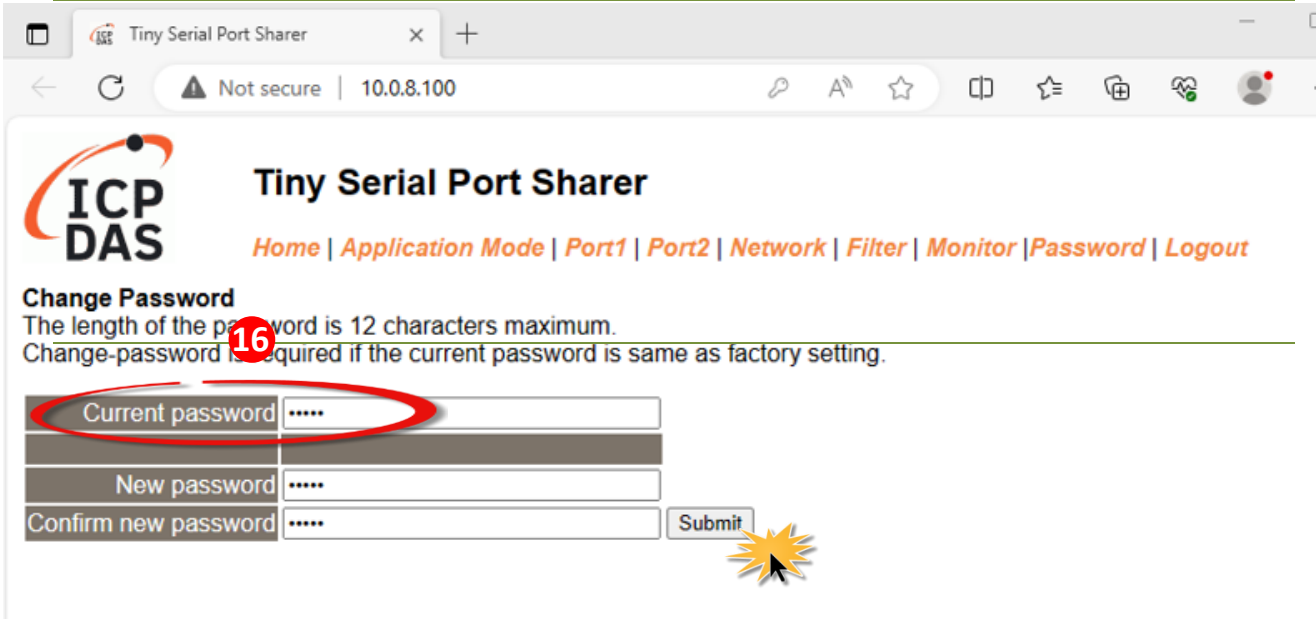 Tiny Serial Port Sharer
Not secure | 10.0.8.100
ICP
DAS
Tiny Serial Port Sharer
Home | Application Mode | Port1 | Port2 | Network | Filter | Monitor |Password | Logout
Change Password
The length of the password is 12 characters maximum.
16
Change-password is required if the current password is same as factory setting.
Current password •••••
New password •••••
Confirm new password ••••• Submit